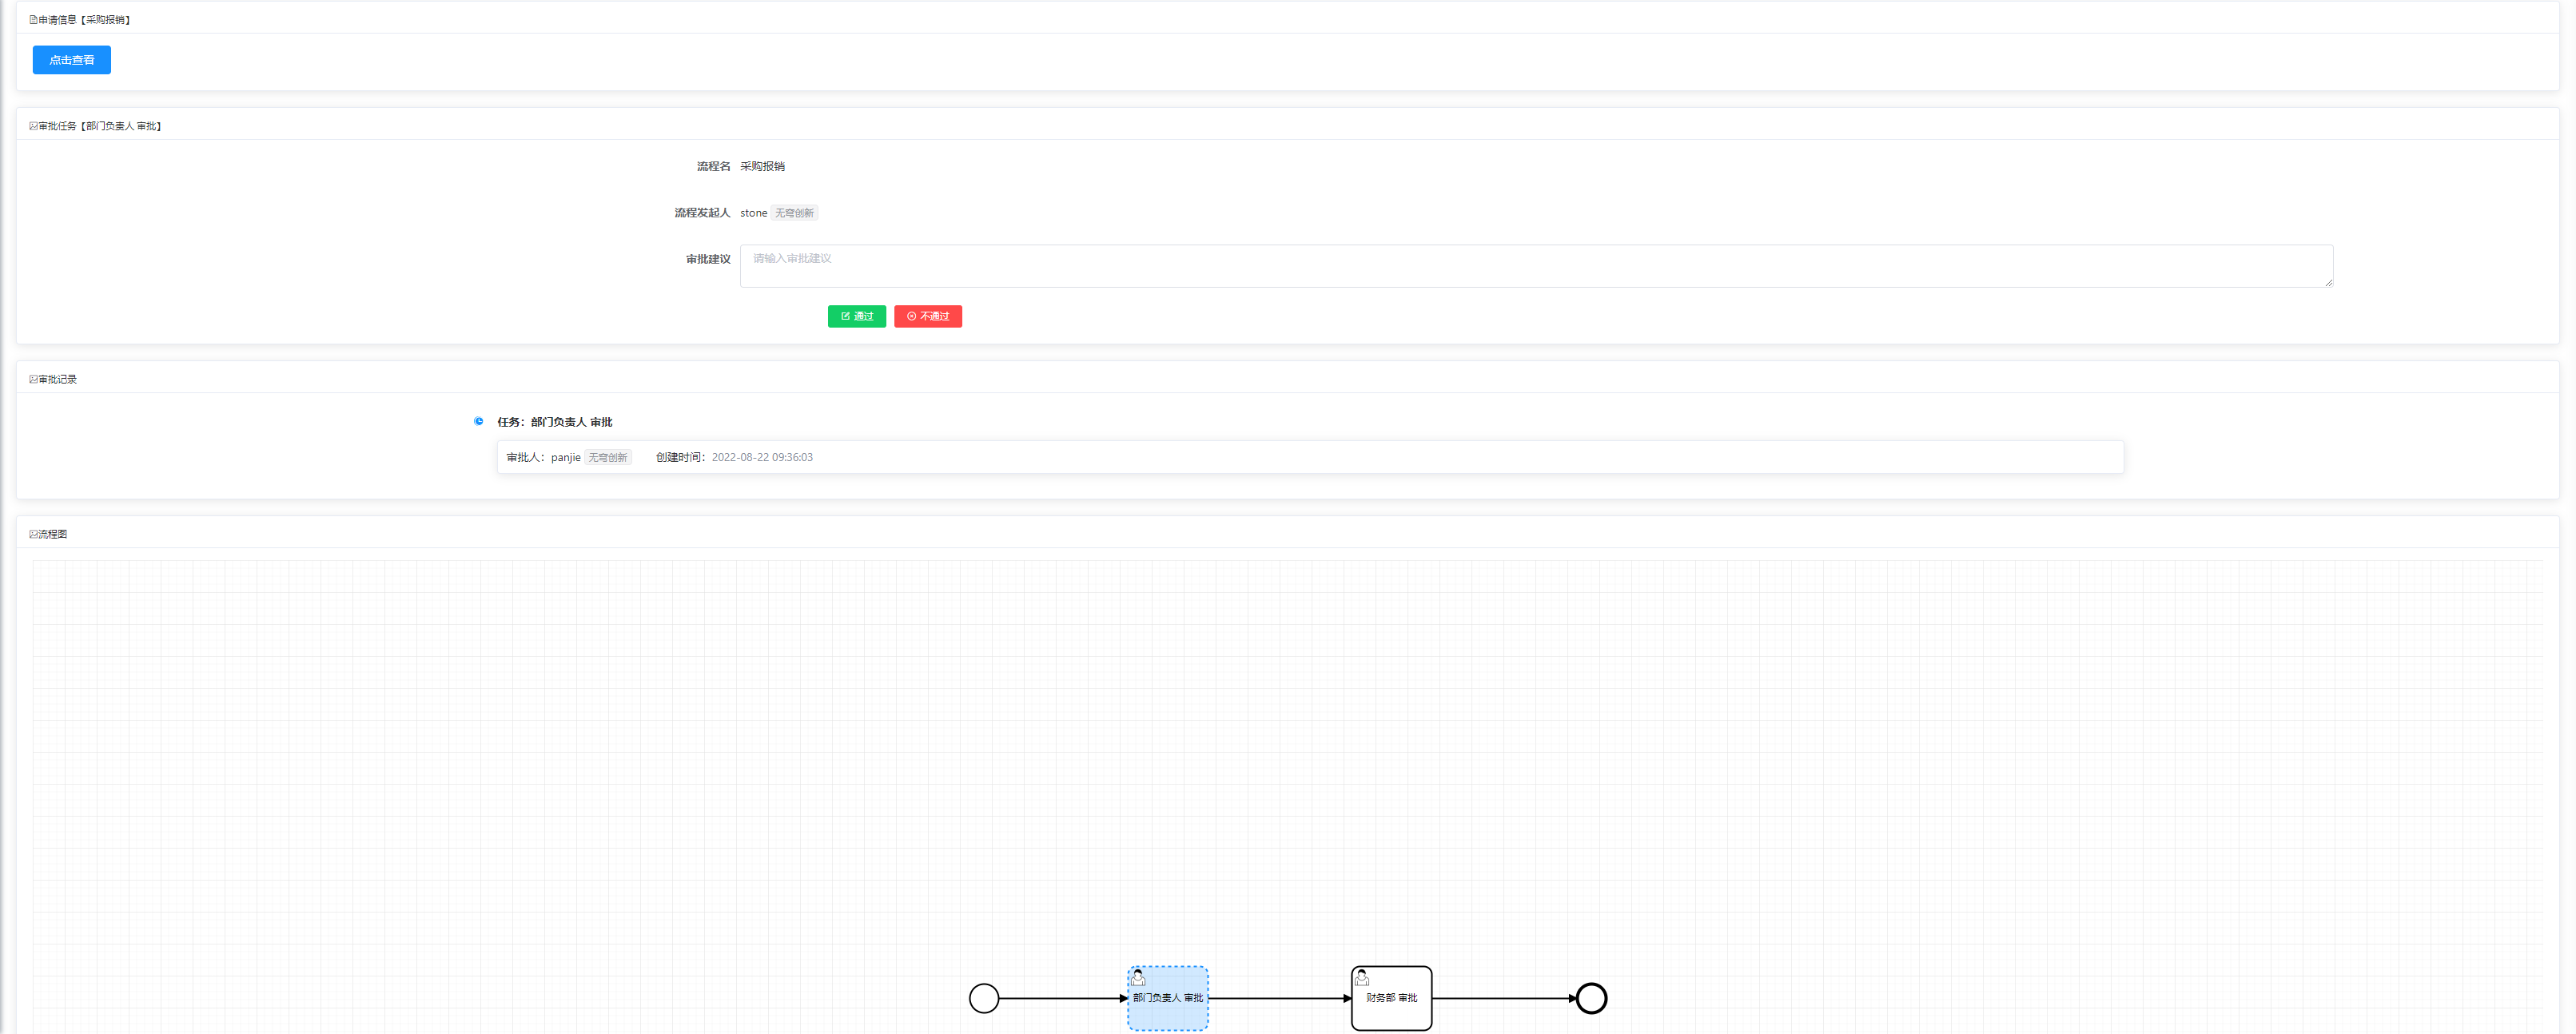 申请信息【采购报销】
点击查看
审批任务【部门负责人 审批】
流程名 采购报销
流程发起人 stone 无穹创新
审批建议 请输入审批建议
通过 不通过
审批记录
任务：部门负责人 审批
审批人：panjie 无穹创新 创建时间：2022-08-22 09:36:03
流程图
部门负责人 审批 财务部 审批